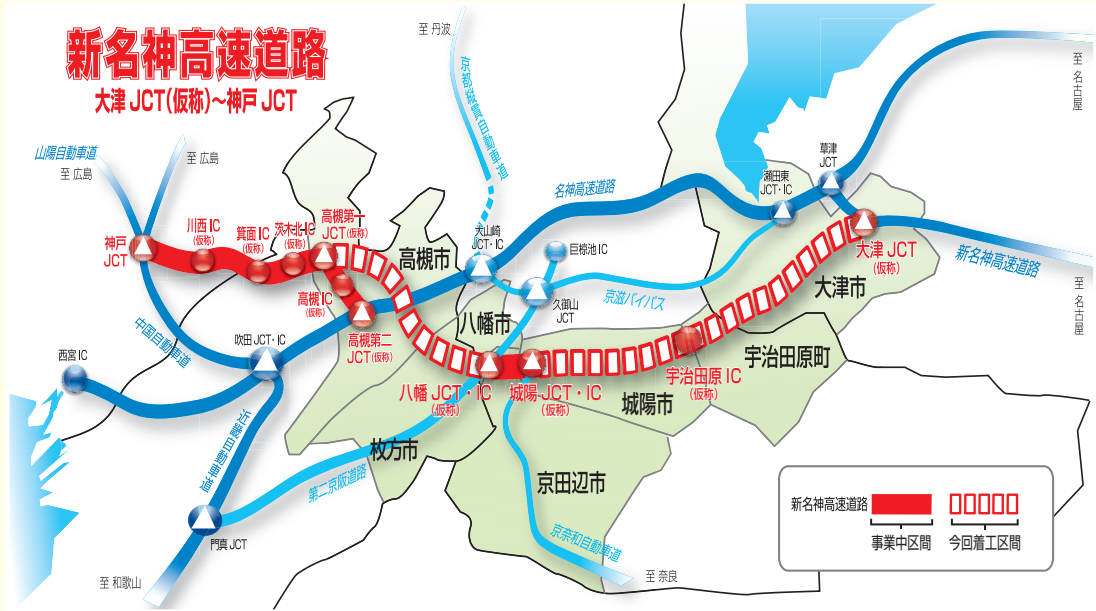 新名神高速道路
大津 JCT(仮称)～神戸 JCT
至 丹波
京都縦貫自動車道
至 名古屋
山陽自動車道
至 広島
至 広島
名神高速道路
草津
JCT
瀬田東
JCT・IC
神戸
JCT
川西 IC
(仮称)
箕面 IC
(仮称)
茨木北 IC
(仮称)
高槻第一
JCT(仮称)
高槻市
大山崎
JCT・IC
巨椋池 IC
大津 JCT
(仮称)
新名神高速道路
至 名古屋
高槻 IC
(仮称)
久御山
JCT
京滋バイパス
大津市
中国自動車道
高槻第二
JCT(仮称)
八幡市
吹田 JCT・IC
西宮 IC
宇治田原町
八幡 JCT・IC
(仮称)
城陽 JCT・IC
(仮称)
宇治田原 IC
(仮称)
城陽市
近畿自動車道
枚方市
第二京阪道路
京田辺市
門真 JCT
京奈和自動車道
至 和歌山
至 奈良
新名神高速道路
事業中区間
今回着工区間